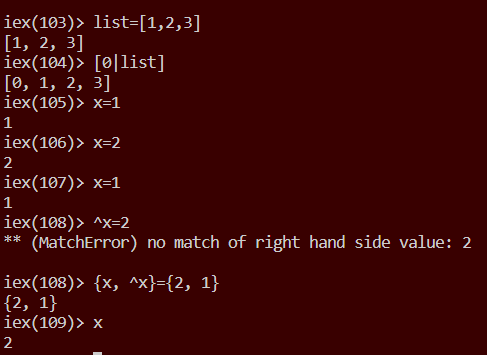 iex(103)> list=[1,2,3]
[1, 2, 3]
iex(104)> [0|list]
[0, 1, 2, 3]
iex(105)> x=1
1
iex(106)> x=2
2
iex(107)> x=1
1
iex(108)> ^x=2
** (MatchError) no match of right hand side value: 2
iex(108)> {x, ^x}={2, 1}
{2, 1}
iex(109)> x
2